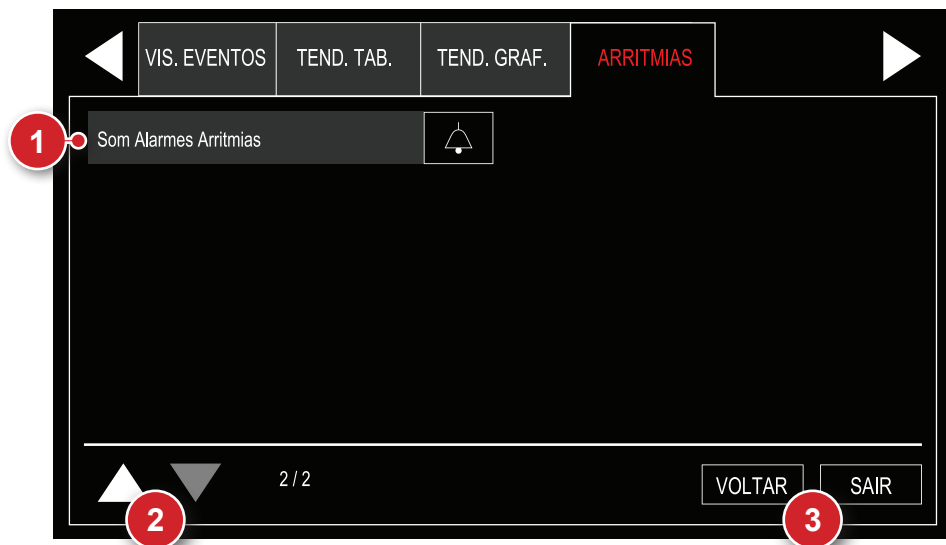 VIS. EVENTOS TEND. TAB. TEND. GRAF. ARRITMIAS
1 Som Alarmes Arritmias
2 / 2 VOLTAR SAIR
2 3